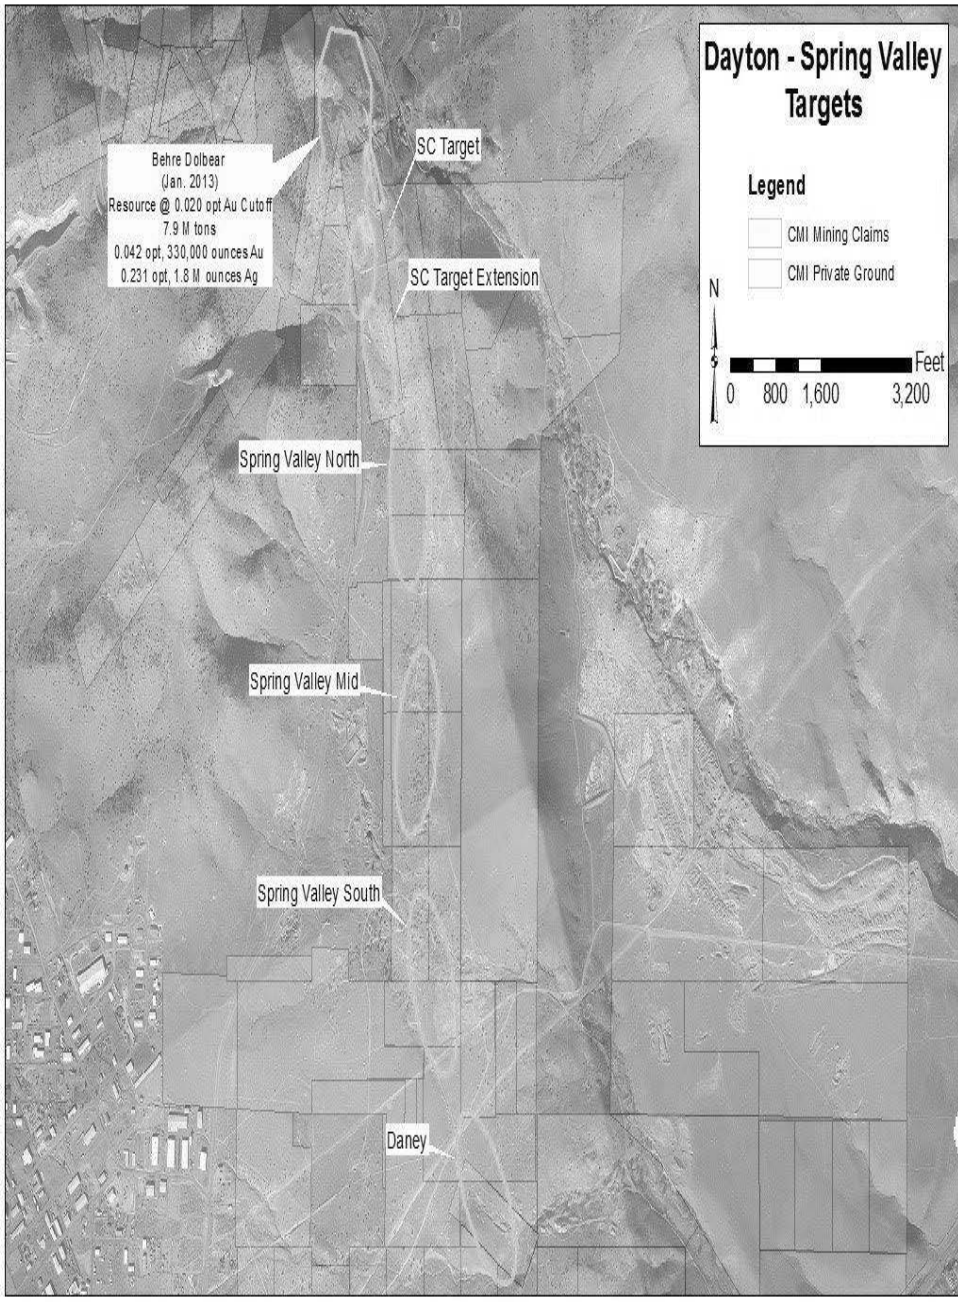 Dayton - Spring Valley
Targets
Legend
CMI Mining Claims
CMI Private Ground
N
Feet
0 800 1,600 3,200
Behre Dolbear
(Jan. 2013)
Resource @ 0.020 opt Au Cutoff
7.9 M tons
0.042 opt, 330,000 ounces Au
0.231 opt, 1.8 M ounces Ag
SC Target
SC Target Extension
Spring Valley North
Spring Valley Mid
Spring Valley South
Daney